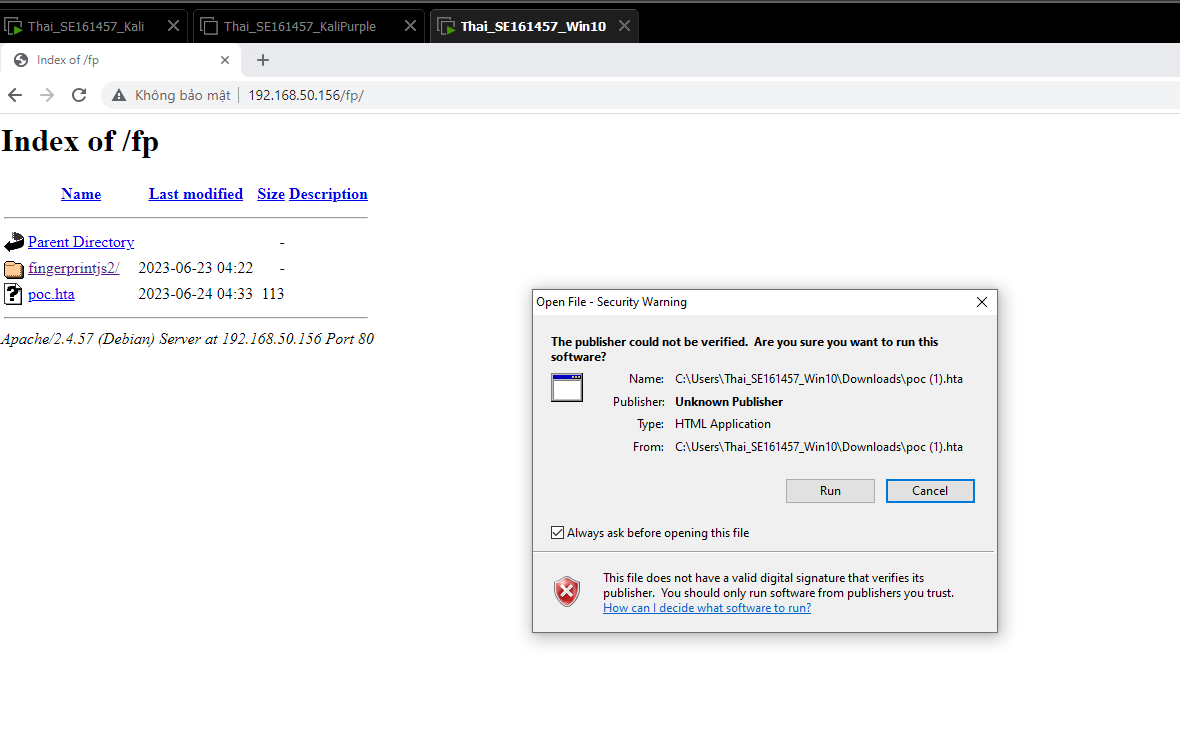 Thai_SE161457_Kali
Thai_SE161457_KaliPurple
Thai_SE161457_Win10
Index of /fp
Không bảo mật
192.168.50.156/fp/
Index of /fp
Name Last modified Size Description
Parent Directory -
fingerprintjs2/ 2023-06-23 04:22 -
poc.hta 2023-06-24 04:33 113
Apache/2.4.57 (Debian) Server at 192.168.50.156 Port 80
Open File - Security Warning
The publisher could not be verified. Are you sure you want to run this
software?
Name: C:\Users\Thai_SE161457_Win10\Downloads\poc (1).hta
Publisher: Unknown Publisher
Type: HTML Application
From: C:\Users\Thai_SE161457_Win10\Downloads\poc (1).hta
Run Cancel
Always ask before opening this file
This file does not have a valid digital signature that verifies its
publisher. You should only run software from publishers you trust.
How can I decide what software to run?